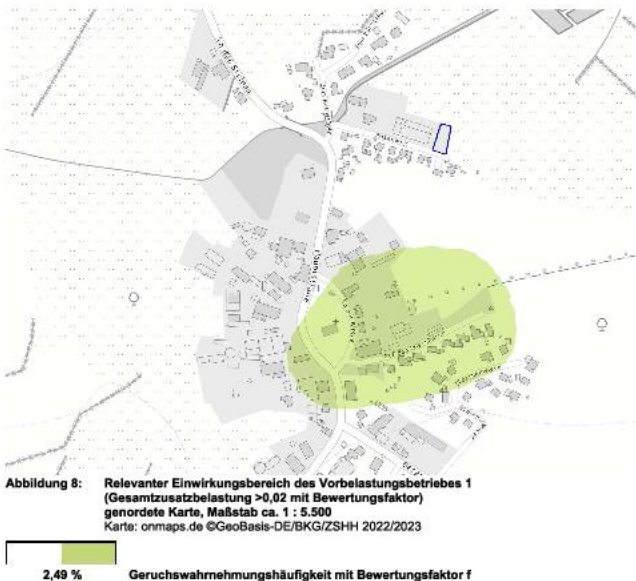 Abbildung 8: Relevanter Einwirkungsbereich des Vorbelastungsbetriebes 1
(Gesamtzusatzbelastung >0,02 mit Bewertungsfaktor)
genordete Karte, Maßstab ca. 1 : 5.500
Karte: onmaps.de ©GeoBasis-DE/BKG/ZSHH 2022/2023
2,49 % Geruchswahrnehmungshäufigkeit mit Bewertungsfaktor f